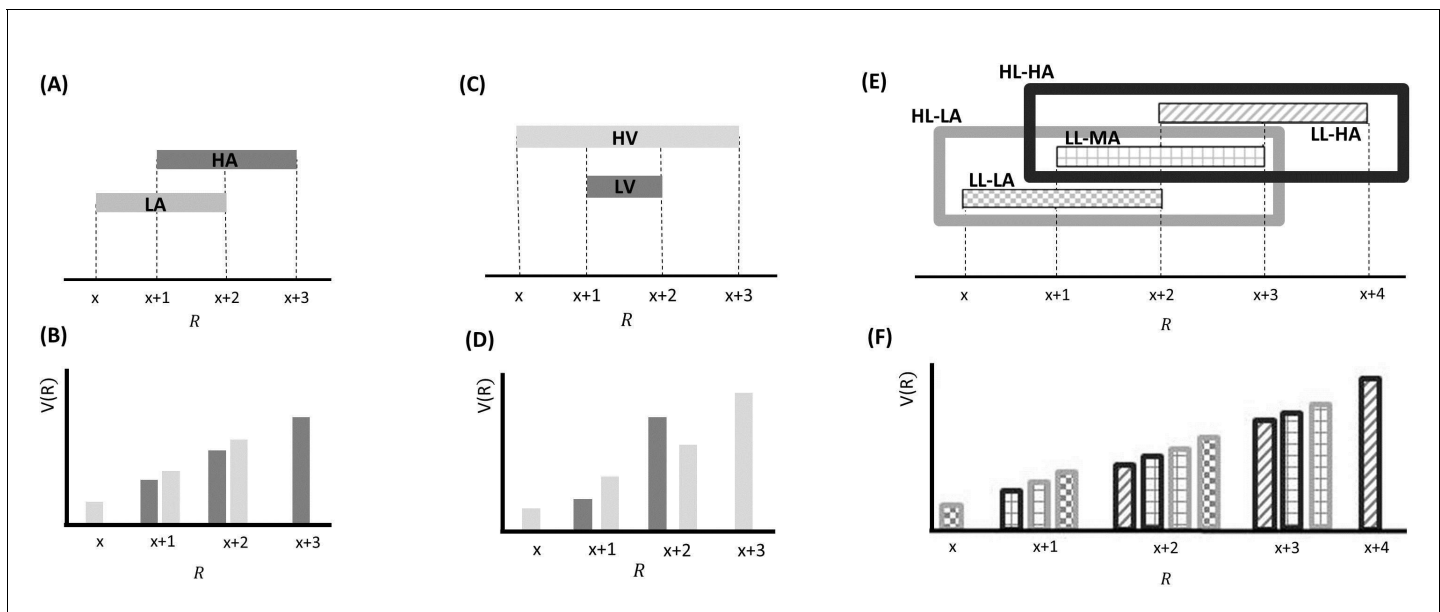 (A)
HA
LA
x x+1 x+2 x+3
R
(B)
V(R)
x x+1 x+2 x+3
R
(C)
HV
LV
x x+1 x+2 x+3
R
(D)
V(R)
x x+1 x+2 x+3
R
(E)
HL-HA
HL-LA
LL-HA
LL-MA
LL-LA
x x+1 x+2 x+3 x+4
R
(F)
V(R)
x x+1 x+2 x+3 x+4
R